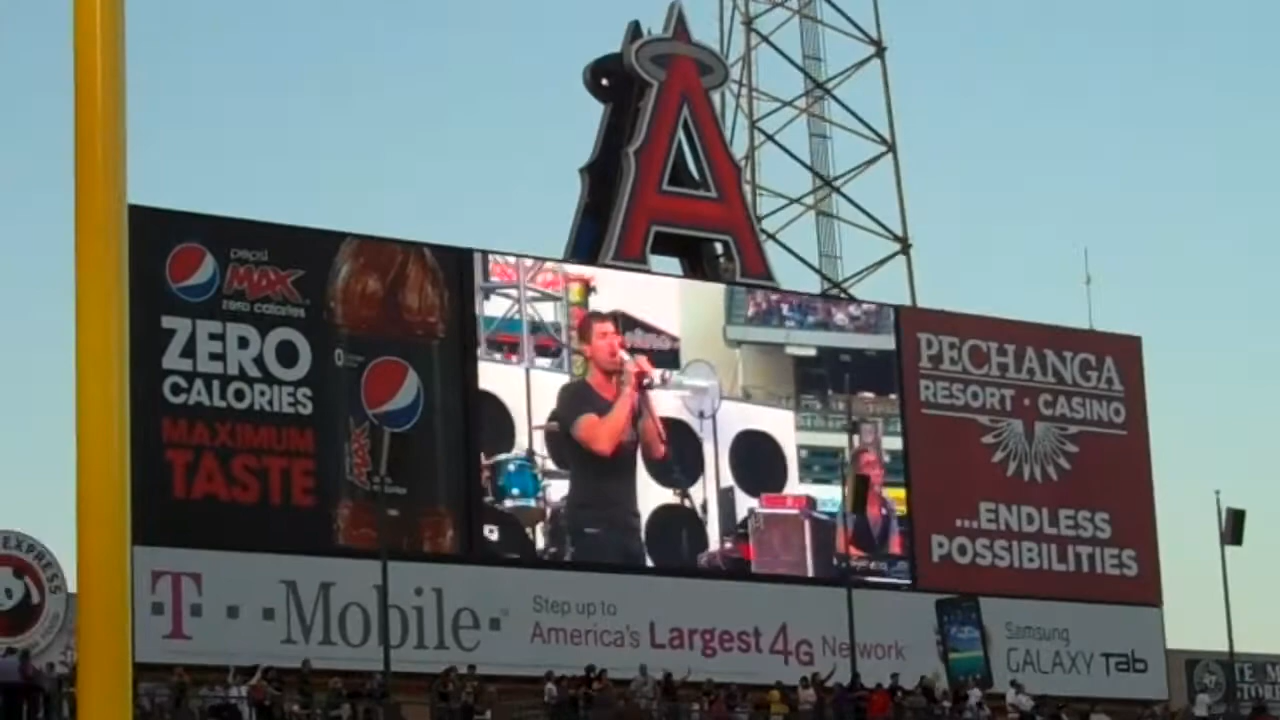 A
pepsi
MAX
zero calories
ZERO
CALORIES
MAXIMUM
TASTE
MAX
PECHANGA
RESORT · CASINO
...ENDLESS
POSSIBILITIES
EXPRESS
T··Mobile·
Step up to
America's Largest 4G Network
Samsung
GALAXY Tab